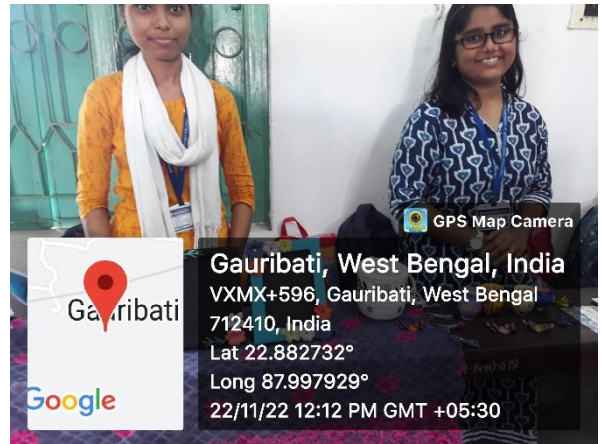 GPS Map Camera
Gauribati
Google
Gauribati, West Bengal, India
VXMX+596, Gauribati, West Bengal
712410, India
Lat 22.882732°
Long 87.997929°
22/11/22 12:12 PM GMT +05:30